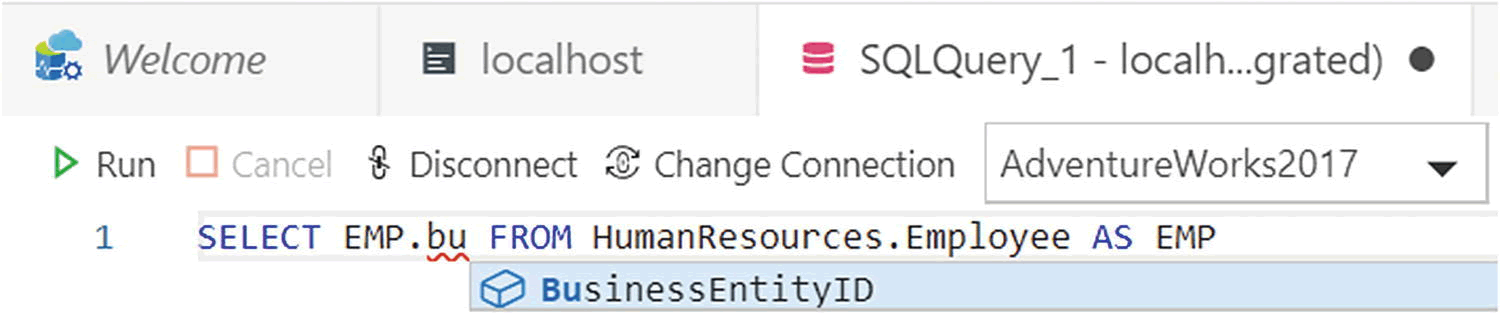 Welcome localhost SQLQuery_1 - localh...grated)
Run Cancel Disconnect Change Connection AdventureWorks2017
1 SELECT EMP.bu FROM HumanResources.Employee AS EMP
BusinessEntityID